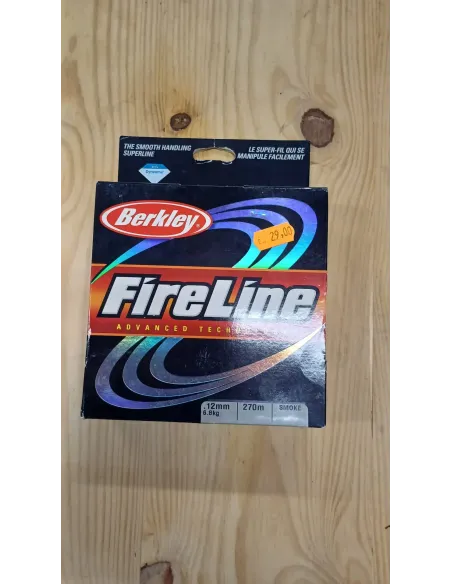 THE SMOOTH HANDLING
SUPERLINE
LE SUPER-FIL QUI SE
MANIPULE FACILEMENT
Dyneema
Berkley
29,00
FireLine
ADVANCED TECH
.12mm
6.8kg
270m
SMOKE